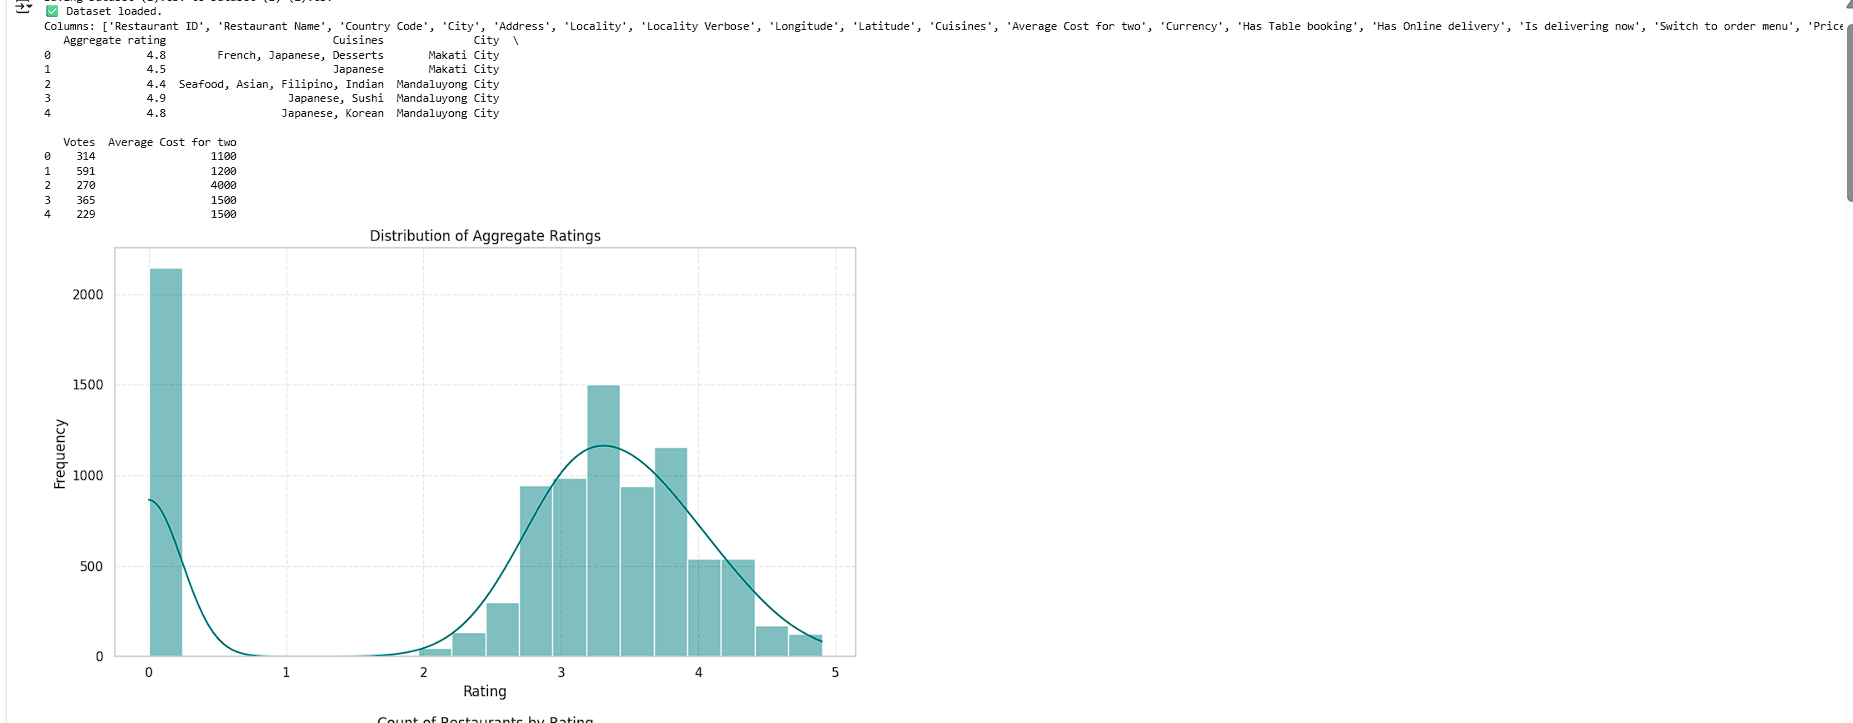 Dataset loaded.
Columns: ['Restaurant ID', 'Restaurant Name', 'Country Code', 'City', 'Address', 'Locality', 'Locality Verbose', 'Longitude', 'Latitude', 'Cuisines', 'Average Cost for two', 'Currency', 'Has Table booking', 'Has Online delivery', 'Is delivering now', 'Switch to order menu', 'Price
Aggregate rating Cuisines City \
0 4.8 French, Japanese, Desserts Makati City
1 4.5 Japanese Makati City
2 4.4 Seafood, Asian, Filipino, Indian Mandaluyong City
3 4.9 Japanese, Sushi Mandaluyong City
4 4.8 Japanese, Korean Mandaluyong City
Votes Average Cost for two
0 314 1100
1 591 1200
2 270 4000
3 365 1500
4 229 1500
Distribution of Aggregate Ratings
2000
1500
1000
500
0
Frequency
0 1 2 3 4 5
Rating
Count of Restaurants by Rating